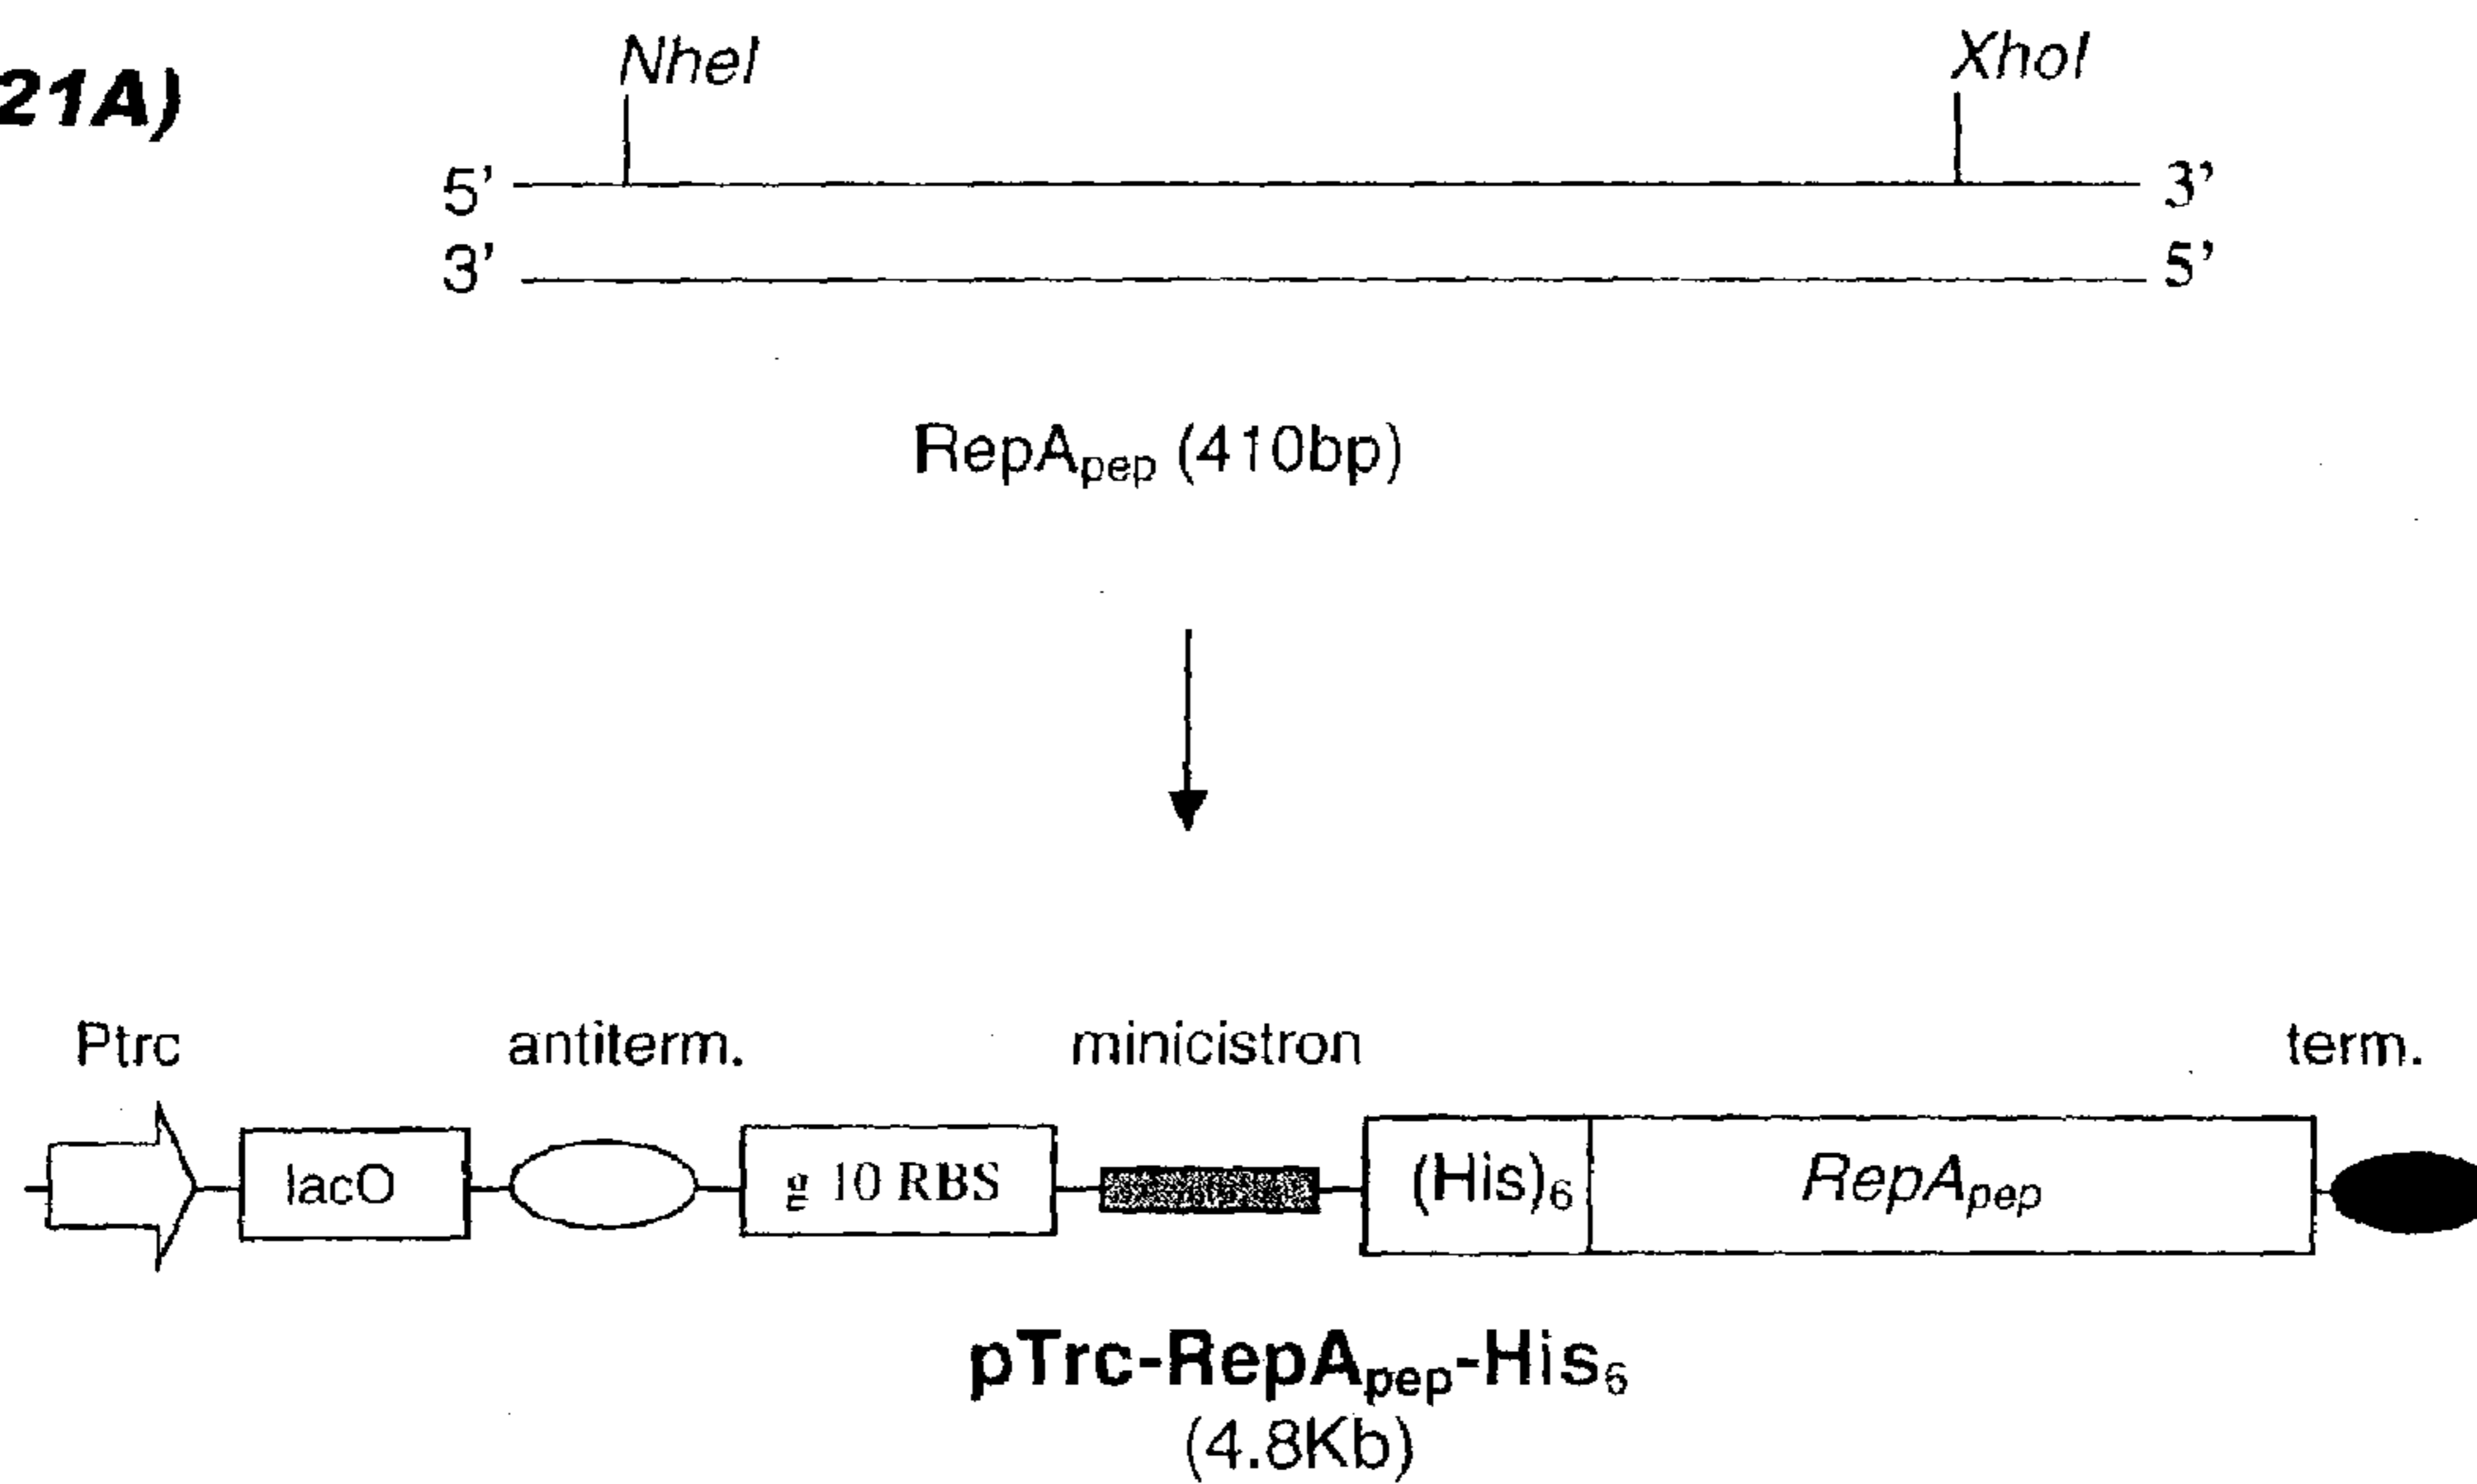 21A)
NheI XhoI
5’ 3’
3’ 5’
RepApep (410bp)
Ptrc antiterm. minicistron term.
lacO g 10 RBS (His)6 RepApep
pTrc-RepApep-His6
(4.8Kb)